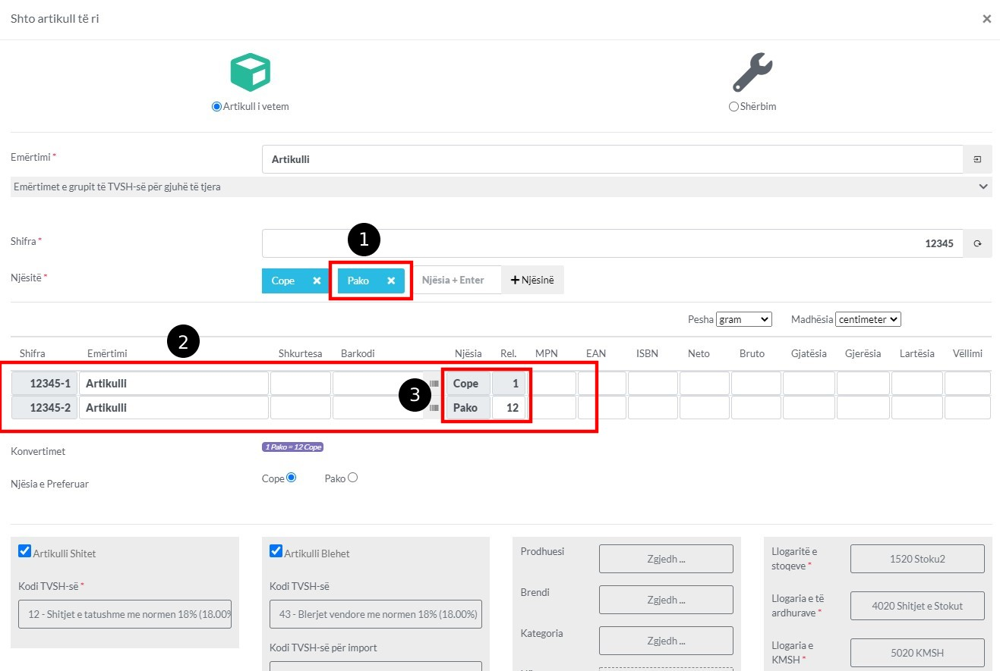 Shto artikull të ri ×
Artikull i vetem Shërbim
Emërtimi * Artikulli
Emërtimet e grupit të TVSH-së për gjuhë të tjera
1
Shifra * 12345
Njësitë * Cope × Pako × Njësia + Enter + Njësinë
Pesha gram Madhësia centimeter
2
Shifra Emërtimi Shkurtesa Barkodi Njësia Rel. MPN EAN ISBN Neto Bruto Gjatësia Gjerësia Lartësia Vëllimi
12345-1 Artikulli Cope 1
3
12345-2 Artikulli Pako 12
Konvertimet 1 Pako = 12 Cope
Njësia e Preferuar Cope Pako
Artikulli Shitet
Kodi TVSH-së *
12 - Shitjet e tatushme me normen 18% (18.00%
Artikulli Blehet
Kodi TVSH-së
43 - Blerjet vendore me normen 18% (18.00%)
Kodi TVSH-së për import
Prodhuesi Zgjedh ...
Brendi Zgjedh ...
Kategoria Zgjedh ...
Llogaritë e
stoqeve * 1520 Stoku2
Llogaria e të
ardhurave * 4020 Shitjet e Stokut
Llogaria e
KMSH * 5020 KMSH